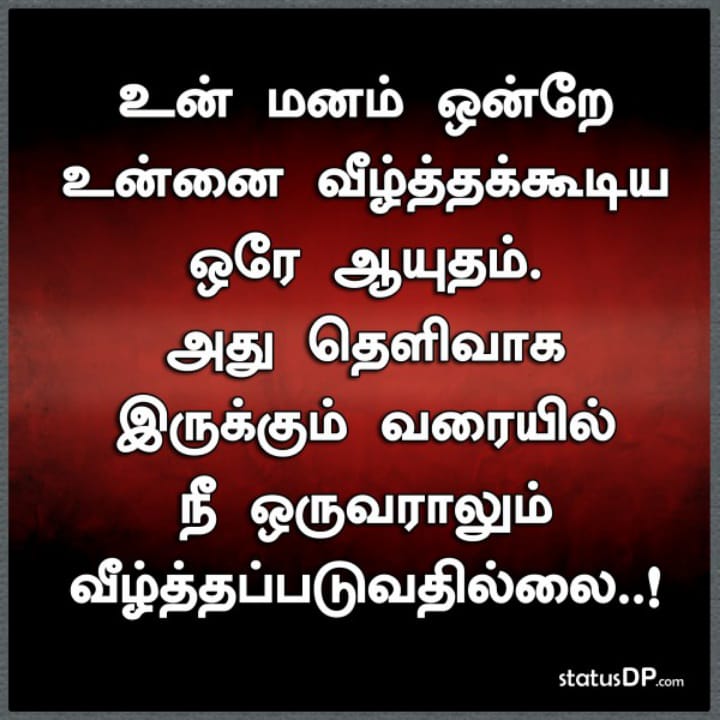 உன் மனம் ஒன்றே
உன்னை வீழ்த்தக்கூடிய
ஒரே ஆயுதம்.
அது தெளிவாக
இருக்கும் வரையில்
நீ ஒருவராலும்
வீழ்த்தப்படுவதில்லை..!
statusDP.com